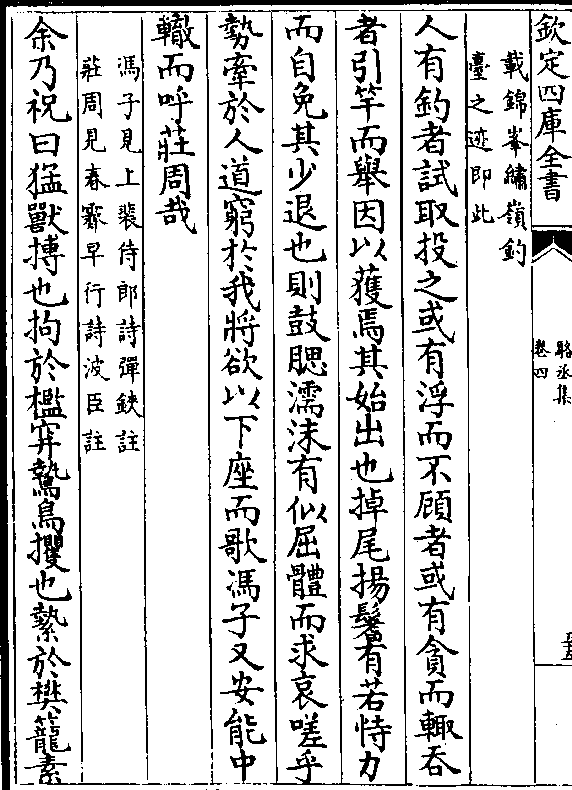 欽定四庫全書
駱丞集
卷四
載錦峯繡嶺釣
臺之迹即此
人有釣者試取投之或有浮而不顧者或有貪而輒吞
者引竿而舉因以獲焉其始出也掉尾揚鬐有若恃力
而自免其少退也則鼓腮濡沫有似屈體而求哀嗟乎
勢牽於人道窮於我將欲以下座而歌馮子又安能中
轍而呼莊周哉
馮子見上裴侍郎詩彈鋏註
莊周見春霽早行詩波臣註
余乃祝曰猛獸搏也拘於檻穽鷙鳥攫也縶於樊籠素